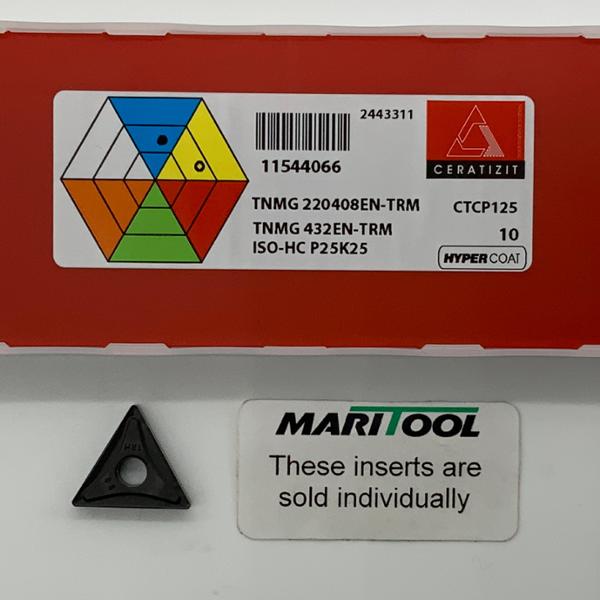 2443311
11544066
CERATIZIT
TNMG 220408EN-TRM CTCP125
TNMG 432EN-TRM 10
ISO-HC P25K25 HYPERCOAT
TRM
MARITOOL
These inserts are
sold individually